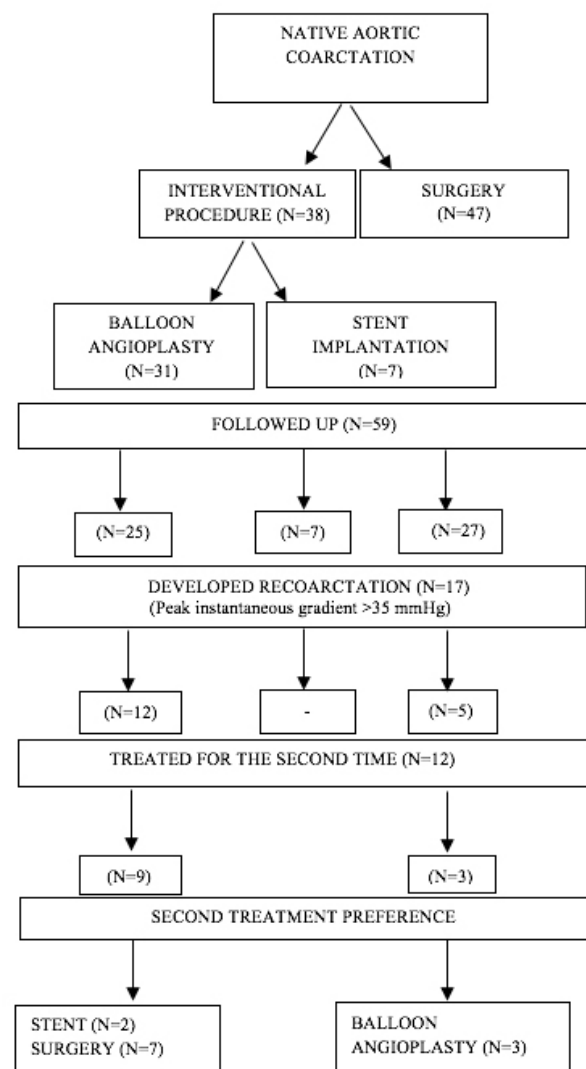 NATIVE AORTIC
COARCTATION
INTERVENTIONAL
PROCEDURE (N=38)
SURGERY
(N=47)
BALLOON
ANGIOPLASTY
(N=31)
STENT
IMPLANTATION
(N=7)
FOLLOWED UP (N=59)
(N=25)
(N=7)
(N=27)
DEVELOPED RECOARCTATION (N=17)
(Peak instantaneous gradient >35 mmHg)
(N=12)
-
(N=5)
TREATED FOR THE SECOND TIME (N=12)
(N=9)
(N=3)
SECOND TREATMENT PREFERENCE
STENT (N=2)
SURGERY (N=7)
BALLOON
ANGIOPLASTY (N=3)